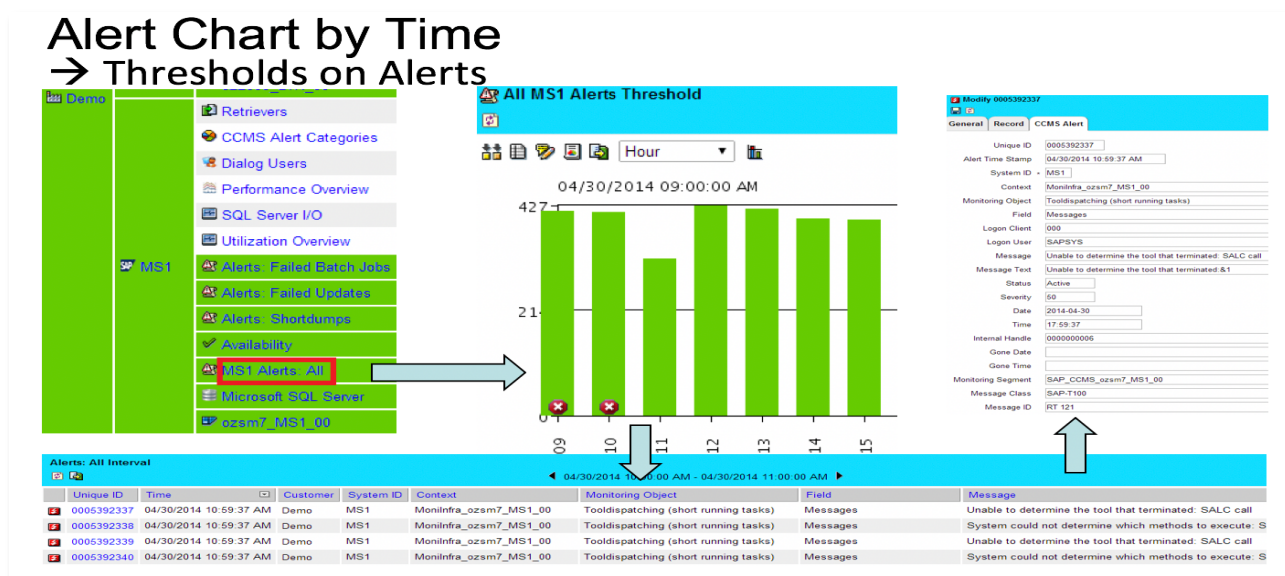 Alert Chart by Time
→ Thresholds on Alerts
Demo
Retrievers
CCMS Alert Categories
Dialog Users
Performance Overview
SQL Server I/O
Utilization Overview
MS1
Alerts: Failed Batch Jobs
Alerts: Failed Updates
Alerts: Shortdumps
Availability
MS1 Alerts: All
Microsoft SQL Server
ozsm7_MS1_00
All MS1 Alerts Threshold
Hour
04/30/2014 09:00:00 AM
427
21
0
09 10 11 12 13 14 15
Modify 0005392337
General Record CCMS Alert
Unique ID 0005392337
Alert Time Stamp 04/30/2014 10:59:37 AM
System ID MS1
Context MoniInfra_ozsm7_MS1_00
Monitoring Object Tooldispatching (short running tasks)
Field Messages
Logon Client 000
Logon User SAPSYS
Message Unable to determine the tool that terminated: SALC call
Message Text Unable to determine the tool that terminated:&1
Status Active
Severity 50
Date 2014-04-30
Time 17:59:37
Internal Handle 0000000006
Gone Date
Gone Time
Monitoring Segment SAP_CCMS_ozsm7_MS1_00
Message Class SAP-T100
Message ID RT 121
Alerts: All Interval
04/30/2014 10:00:00 AM - 04/30/2014 11:00:00 AM
Unique ID Time Customer System ID Context Monitoring Object Field Message
0005392337 04/30/2014 10:59:37 AM Demo MS1 MoniInfra_ozsm7_MS1_00 Tooldispatching (short running tasks) Messages Unable to determine the tool that terminated: SALC call
0005392338 04/30/2014 10:59:37 AM Demo MS1 MoniInfra_ozsm7_MS1_00 Tooldispatching (short running tasks) Messages System could not determine which methods to execute: S
0005392339 04/30/2014 10:59:37 AM Demo MS1 MoniInfra_ozsm7_MS1_00 Tooldispatching (short running tasks) Messages Unable to determine the tool that terminated: SALC call
0005392340 04/30/2014 10:59:37 AM Demo MS1 MoniInfra_ozsm7_MS1_00 Tooldispatching (short running tasks) Messages System could not determine which methods to execute: S